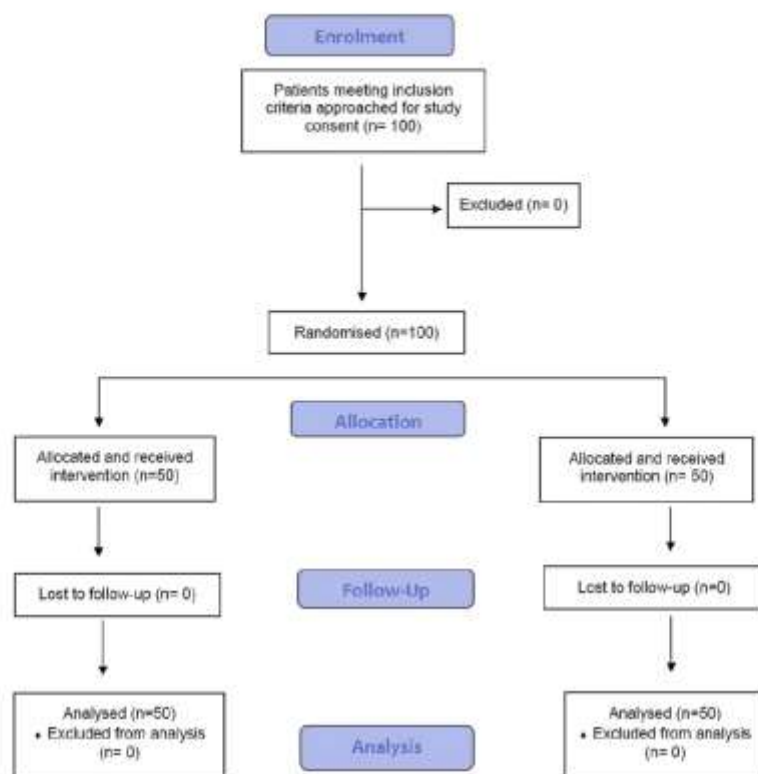 Enrolment
Patients meeting inclusion
criteria approached for study
consent (n= 100)
Excluded (n= 0)
Randomised (n=100)
Allocation
Allocated and received
intervention (n=50)
Allocated and received
intervention (n= 50)
Lost to follow-up (n= 0)
Follow-Up
Lost to follow-up (n=0)
Analysed (n=50)
♦ Excluded from analysis
(n= 0)
Analysis
Analysed (n=50)
♦ Excluded from analysis
(n= 0)